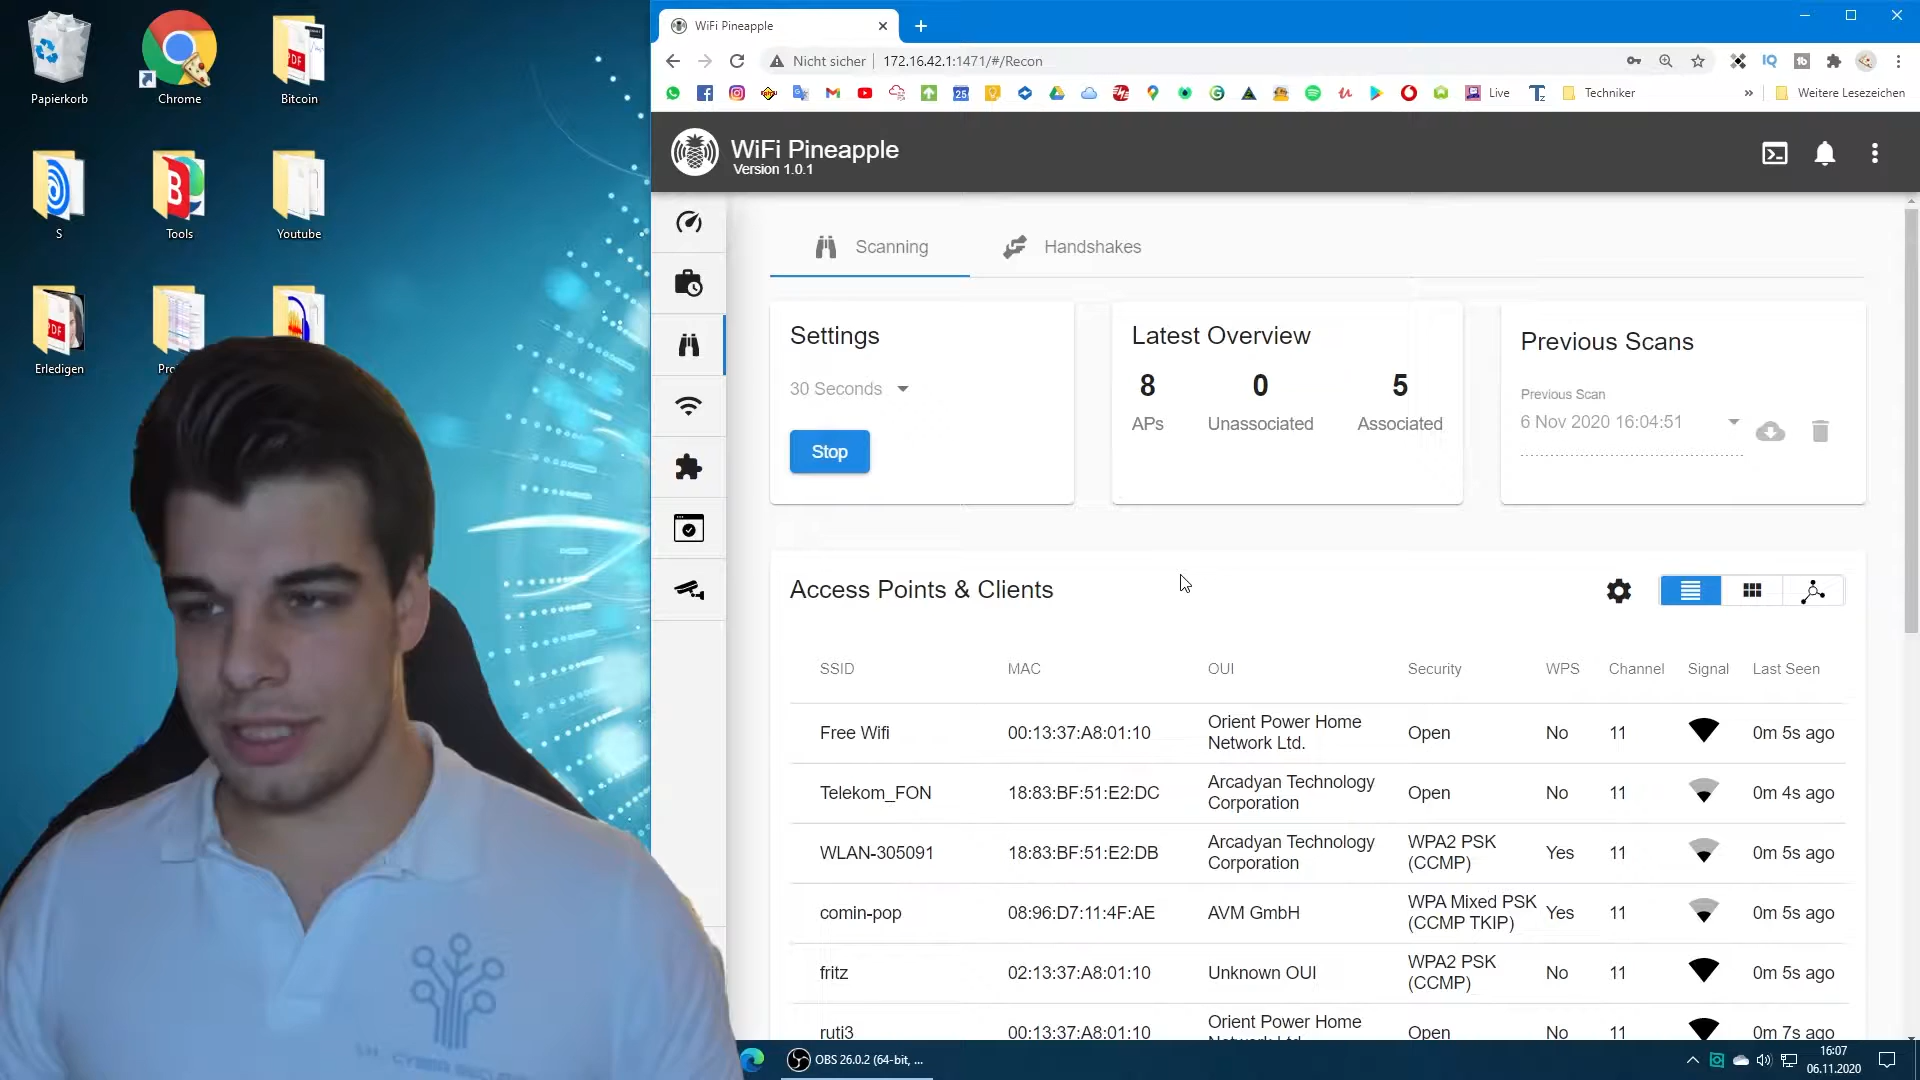 Papierkorb
Chrome
Bitcoin
S
Tools
Youtube
Erledigen
WiFi Pineapple
Nicht sicher
172.16.42.1:1471/#/Recon
Live
Techniker
»
Weitere Lesezeichen
WiFi Pineapple
Version 1.0.1
Scanning
Handshakes
Settings
30 Seconds
Stop
Latest Overview
8
0
5
APs
Unassociated
Associated
Previous Scans
Previous Scan
6 Nov 2020 16:04:51
Access Points & Clients
SSID MAC OUI Security WPS Channel Signal Last Seen
Free Wifi 00:13:37:A8:01:10 Orient Power Home Network Ltd. Open No 11 0m 5s ago
Telekom_FON 18:83:BF:51:E2:DC Arcadyan Technology Corporation Open No 11 0m 4s ago
WLAN-305091 18:83:BF:51:E2:DB Arcadyan Technology Corporation WPA2 PSK (CCMP) Yes 11 0m 5s ago
comin-pop 08:96:D7:11:4F:AE AVM GmbH WPA Mixed PSK (CCMP TKIP) Yes 11 0m 5s ago
fritz 02:13:37:A8:01:10 Unknown OUI WPA2 PSK (CCMP) No 11 0m 5s ago
ruti3 00:13:37:A8:01:10 Orient Power Home Open No 11 0m 7s ago
OBS 26.0.2 (64-bit, ...
16:07
06.11.2020